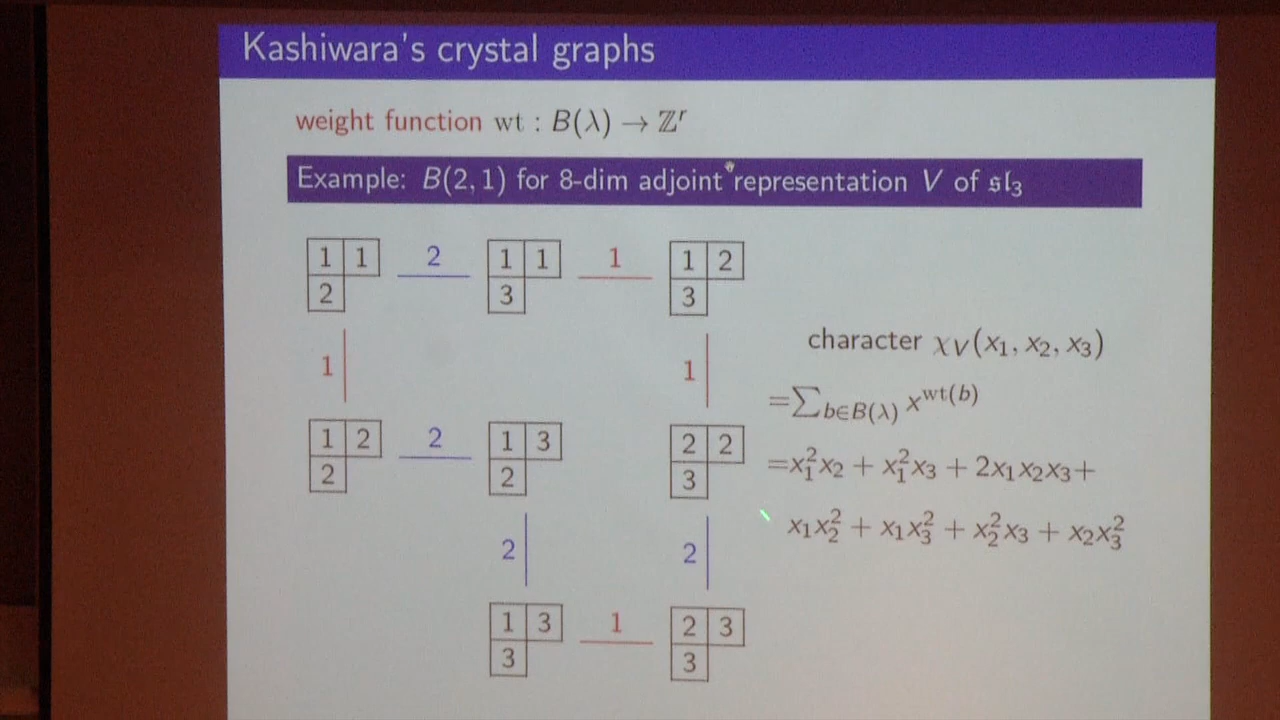 Kashiwara's crystal graphs
weight function wt : B(λ) → ℤʳ
Example: B(2, 1) for 8-dim adjoint representation V of 𝔰𝔩₃
1 1 2 1 1 1 1 2
2 3 3
1 1
1 2 2 1 3 2 2
2 2 3
2 2
1 3 1 2 3
3 3
character χ_V(x₁, x₂, x₃)
=∑_{b∈B(λ)} x^{wt(b)}
=x₁²x₂ + x₁²x₃ + 2x₁x₂x₃+
x₁x₂² + x₁x₃² + x₂²x₃ + x₂x₃²